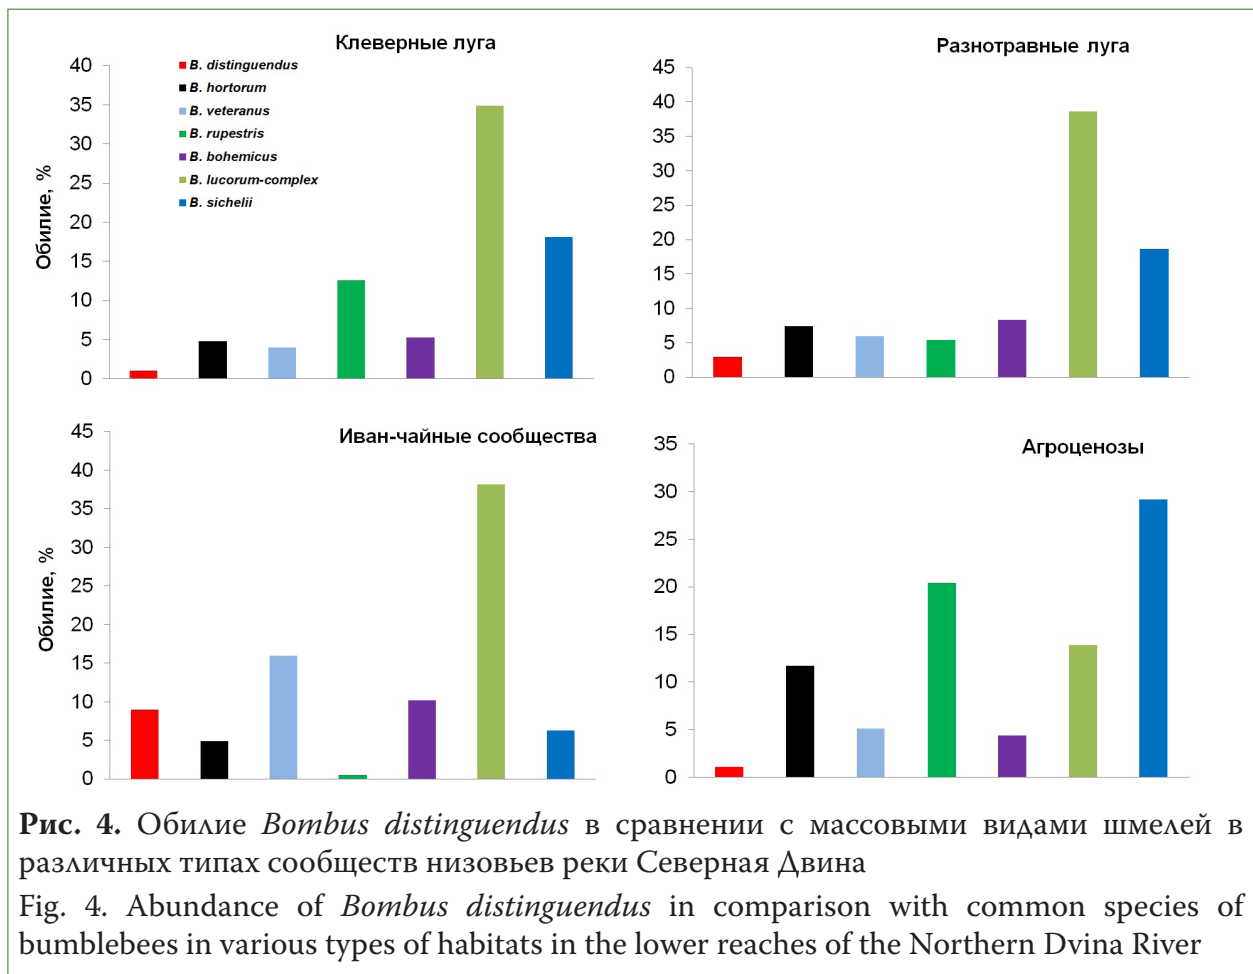 Клеверные луга
Обилие, %
40
35
30
25
20
15
10
5
0
B. distinguendus
B. hortorum
B. veteranus
B. rupestris
B. bohemicus
B. lucorum-complex
B. sichelii
Разнотравные луга
45
40
35
30
25
20
15
10
5
0
Иван-чайные сообщества
Обилие, %
45
40
35
30
25
20
15
10
5
0
Агроценозы
35
30
25
20
15
10
5
0
Рис. 4. Обилие Bombus distinguendus в сравнении с массовыми видами шмелей в
различных типах сообществ низовьев реки Северная Двина
Fig. 4. Abundance of Bombus distinguendus in comparison with common species of
bumblebees in various types of habitats in the lower reaches of the Northern Dvina River